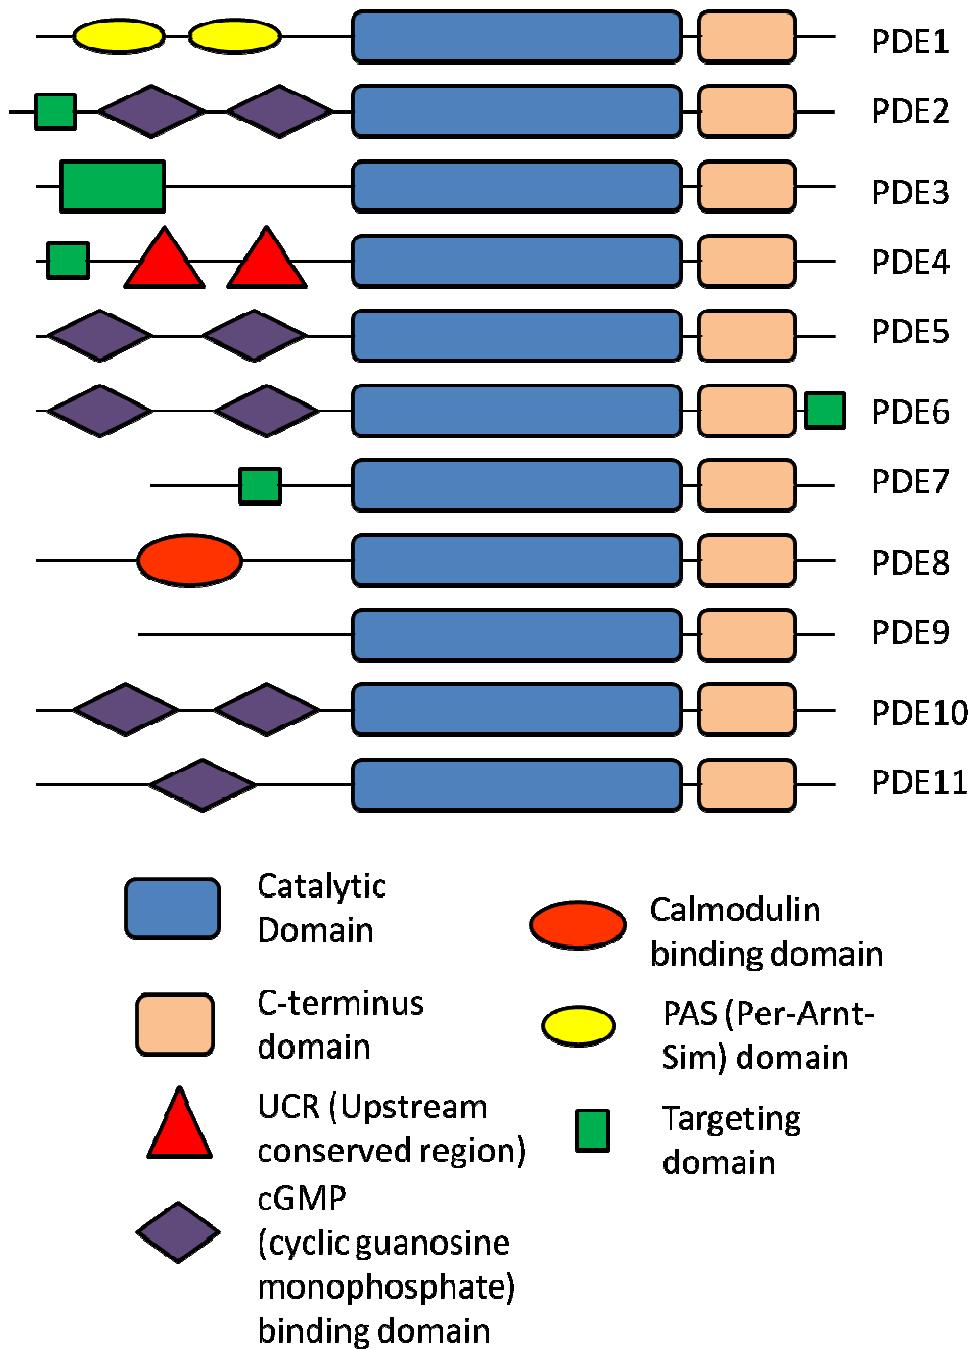 PDE1
PDE2
PDE3
PDE4
PDE5
PDE6
PDE7
PDE8
PDE9
PDE10
PDE11
Catalytic
Domain
C-terminus
domain
UCR (Upstream
conserved region)
cGMP
(cyclic guanosine
monophosphate)
binding domain
Calmodulin
binding domain
PAS (Per-Arnt-
Sim) domain
Targeting
domain